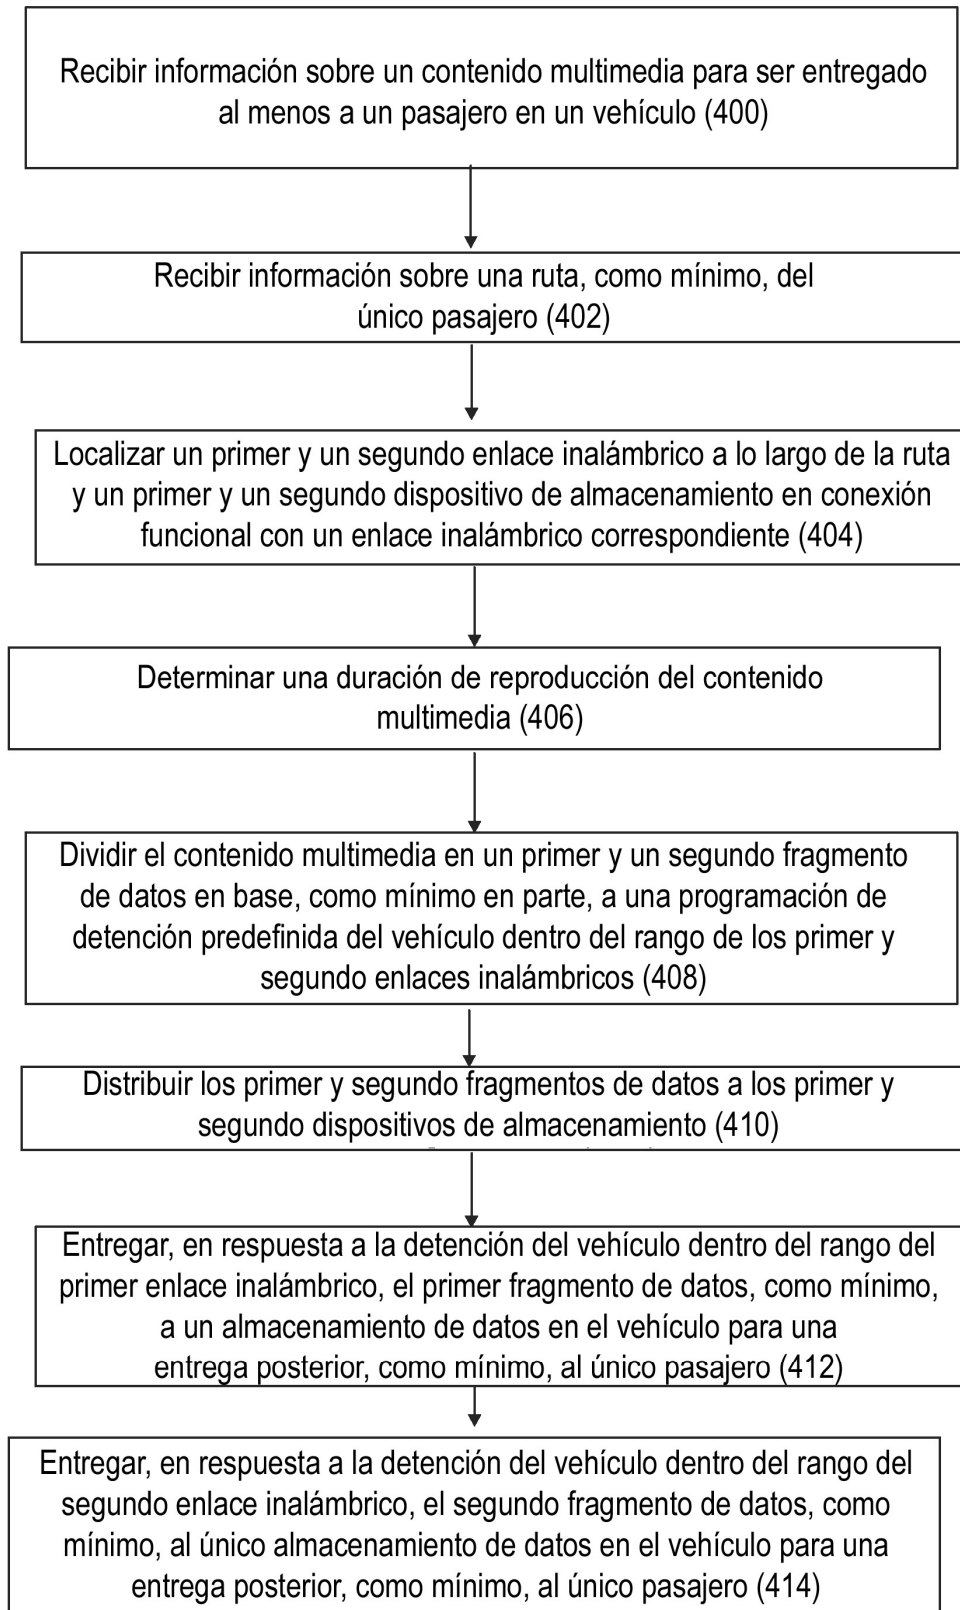 Recibir información sobre un contenido multimedia para ser entregado
al menos a un pasajero en un vehículo (400)
Recibir información sobre una ruta, como mínimo, del
único pasajero (402)
Localizar un primer y un segundo enlace inalámbrico a lo largo de la ruta
y un primer y un segundo dispositivo de almacenamiento en conexión
funcional con un enlace inalámbrico correspondiente (404)
Determinar una duración de reproducción del contenido
multimedia (406)
Dividir el contenido multimedia en un primer y un segundo fragmento
de datos en base, como mínimo en parte, a una programación de
detención predefinida del vehículo dentro del rango de los primer y
segundo enlaces inalámbricos (408)
Distribuir los primer y segundo fragmentos de datos a los primer y
segundo dispositivos de almacenamiento (410)
Entregar, en respuesta a la detención del vehículo dentro del rango del
primer enlace inalámbrico, el primer fragmento de datos, como mínimo,
a un almacenamiento de datos en el vehículo para una
entrega posterior, como mínimo, al único pasajero (412)
Entregar, en respuesta a la detención del vehículo dentro del rango del
segundo enlace inalámbrico, el segundo fragmento de datos, como
mínimo, al único almacenamiento de datos en el vehículo para una
entrega posterior, como mínimo, al único pasajero (414)